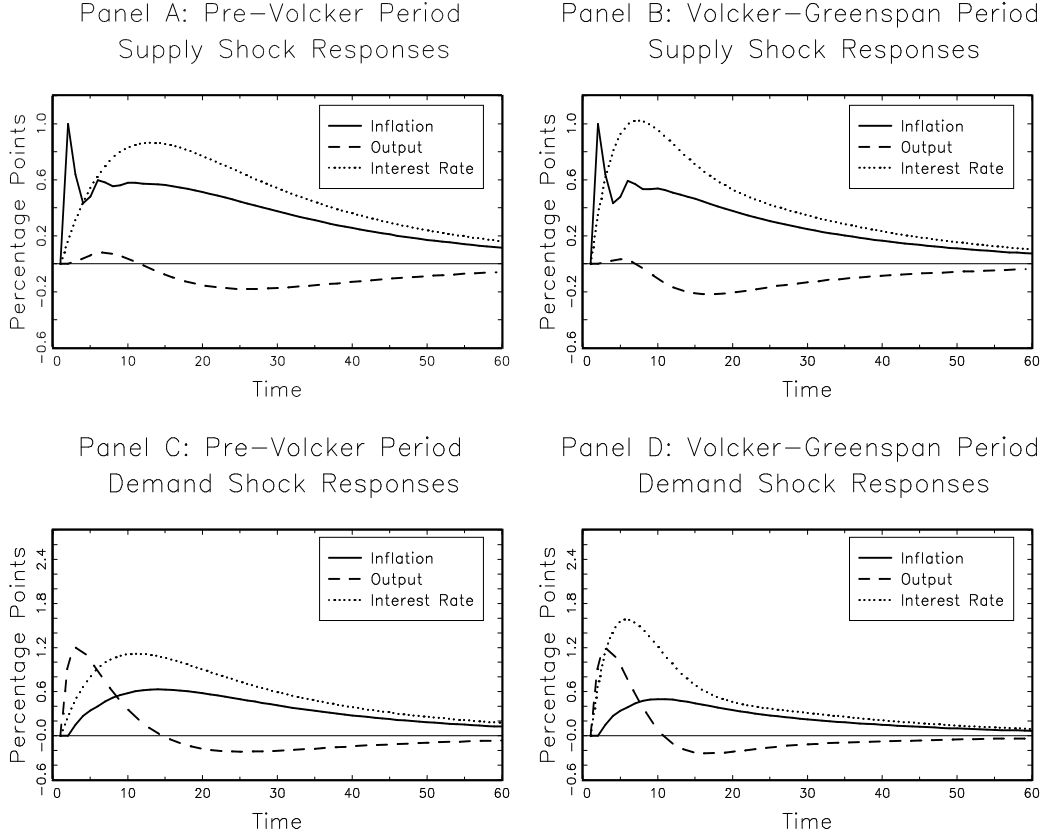 Panel A: Pre-Volcker Period
Supply Shock Responses
Percentage Points
1.0
0.6
0.2
-0.2
-0.6
Inflation
Output
Interest Rate
0 10 20 30 40 50 60
Time
Panel B: Volcker-Greenspan Period
Supply Shock Responses
Percentage Points
1.0
0.6
0.2
-0.2
-0.6
Inflation
Output
Interest Rate
0 10 20 30 40 50 60
Time
Panel C: Pre-Volcker Period
Demand Shock Responses
Percentage Points
2.4
1.8
1.2
0.6
-0.0
-0.6
Inflation
Output
Interest Rate
0 10 20 30 40 50 60
Time
Panel D: Volcker-Greenspan Period
Demand Shock Responses
Percentage Points
2.4
1.8
1.2
0.6
-0.0
-0.6
Inflation
Output
Interest Rate
0 10 20 30 40 50 60
Time